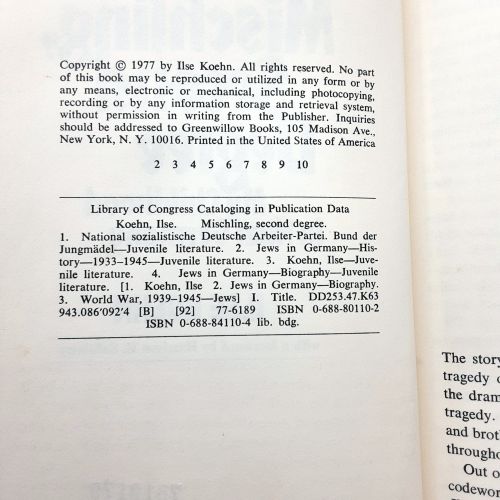 Mischling,
Copyright © 1977 by Ilse Koehn. All rights reserved. No part
of this book may be reproduced or utilized in any form or by
any means, electronic or mechanical, including photocopying,
recording or by any information storage and retrieval system,
without permission in writing from the Publisher. Inquiries
should be addressed to Greenwillow Books, 105 Madison Ave.,
New York, N. Y. 10016. Printed in the United States of America
2 3 4 5 6 7 8 9 10
Library of Congress Cataloging in Publication Data
Koehn, Ilse. Mischling, second degree.
1. National sozialistische Deutsche Arbeiter-Partei. Bund der
Jungmädel—Juvenile literature. 2. Jews in Germany—His-
tory—1933-1945—Juvenile literature. 3. Koehn, Ilse—Juve-
nile literature. 4. Jews in Germany—Biography—Juvenile
literature. [1. Koehn, Ilse 2. Jews in Germany—Biography.
3. World War, 1939-1945—Jews] I. Title. DD253.47.K63
943.086'092'4 [B] [92] 77-6189 ISBN 0-688-80110-2
ISBN 0-688-84110-4 lib. bdg.
The story
tragedy
the dram
tragedy.
and brot
througho
Out o
codewor